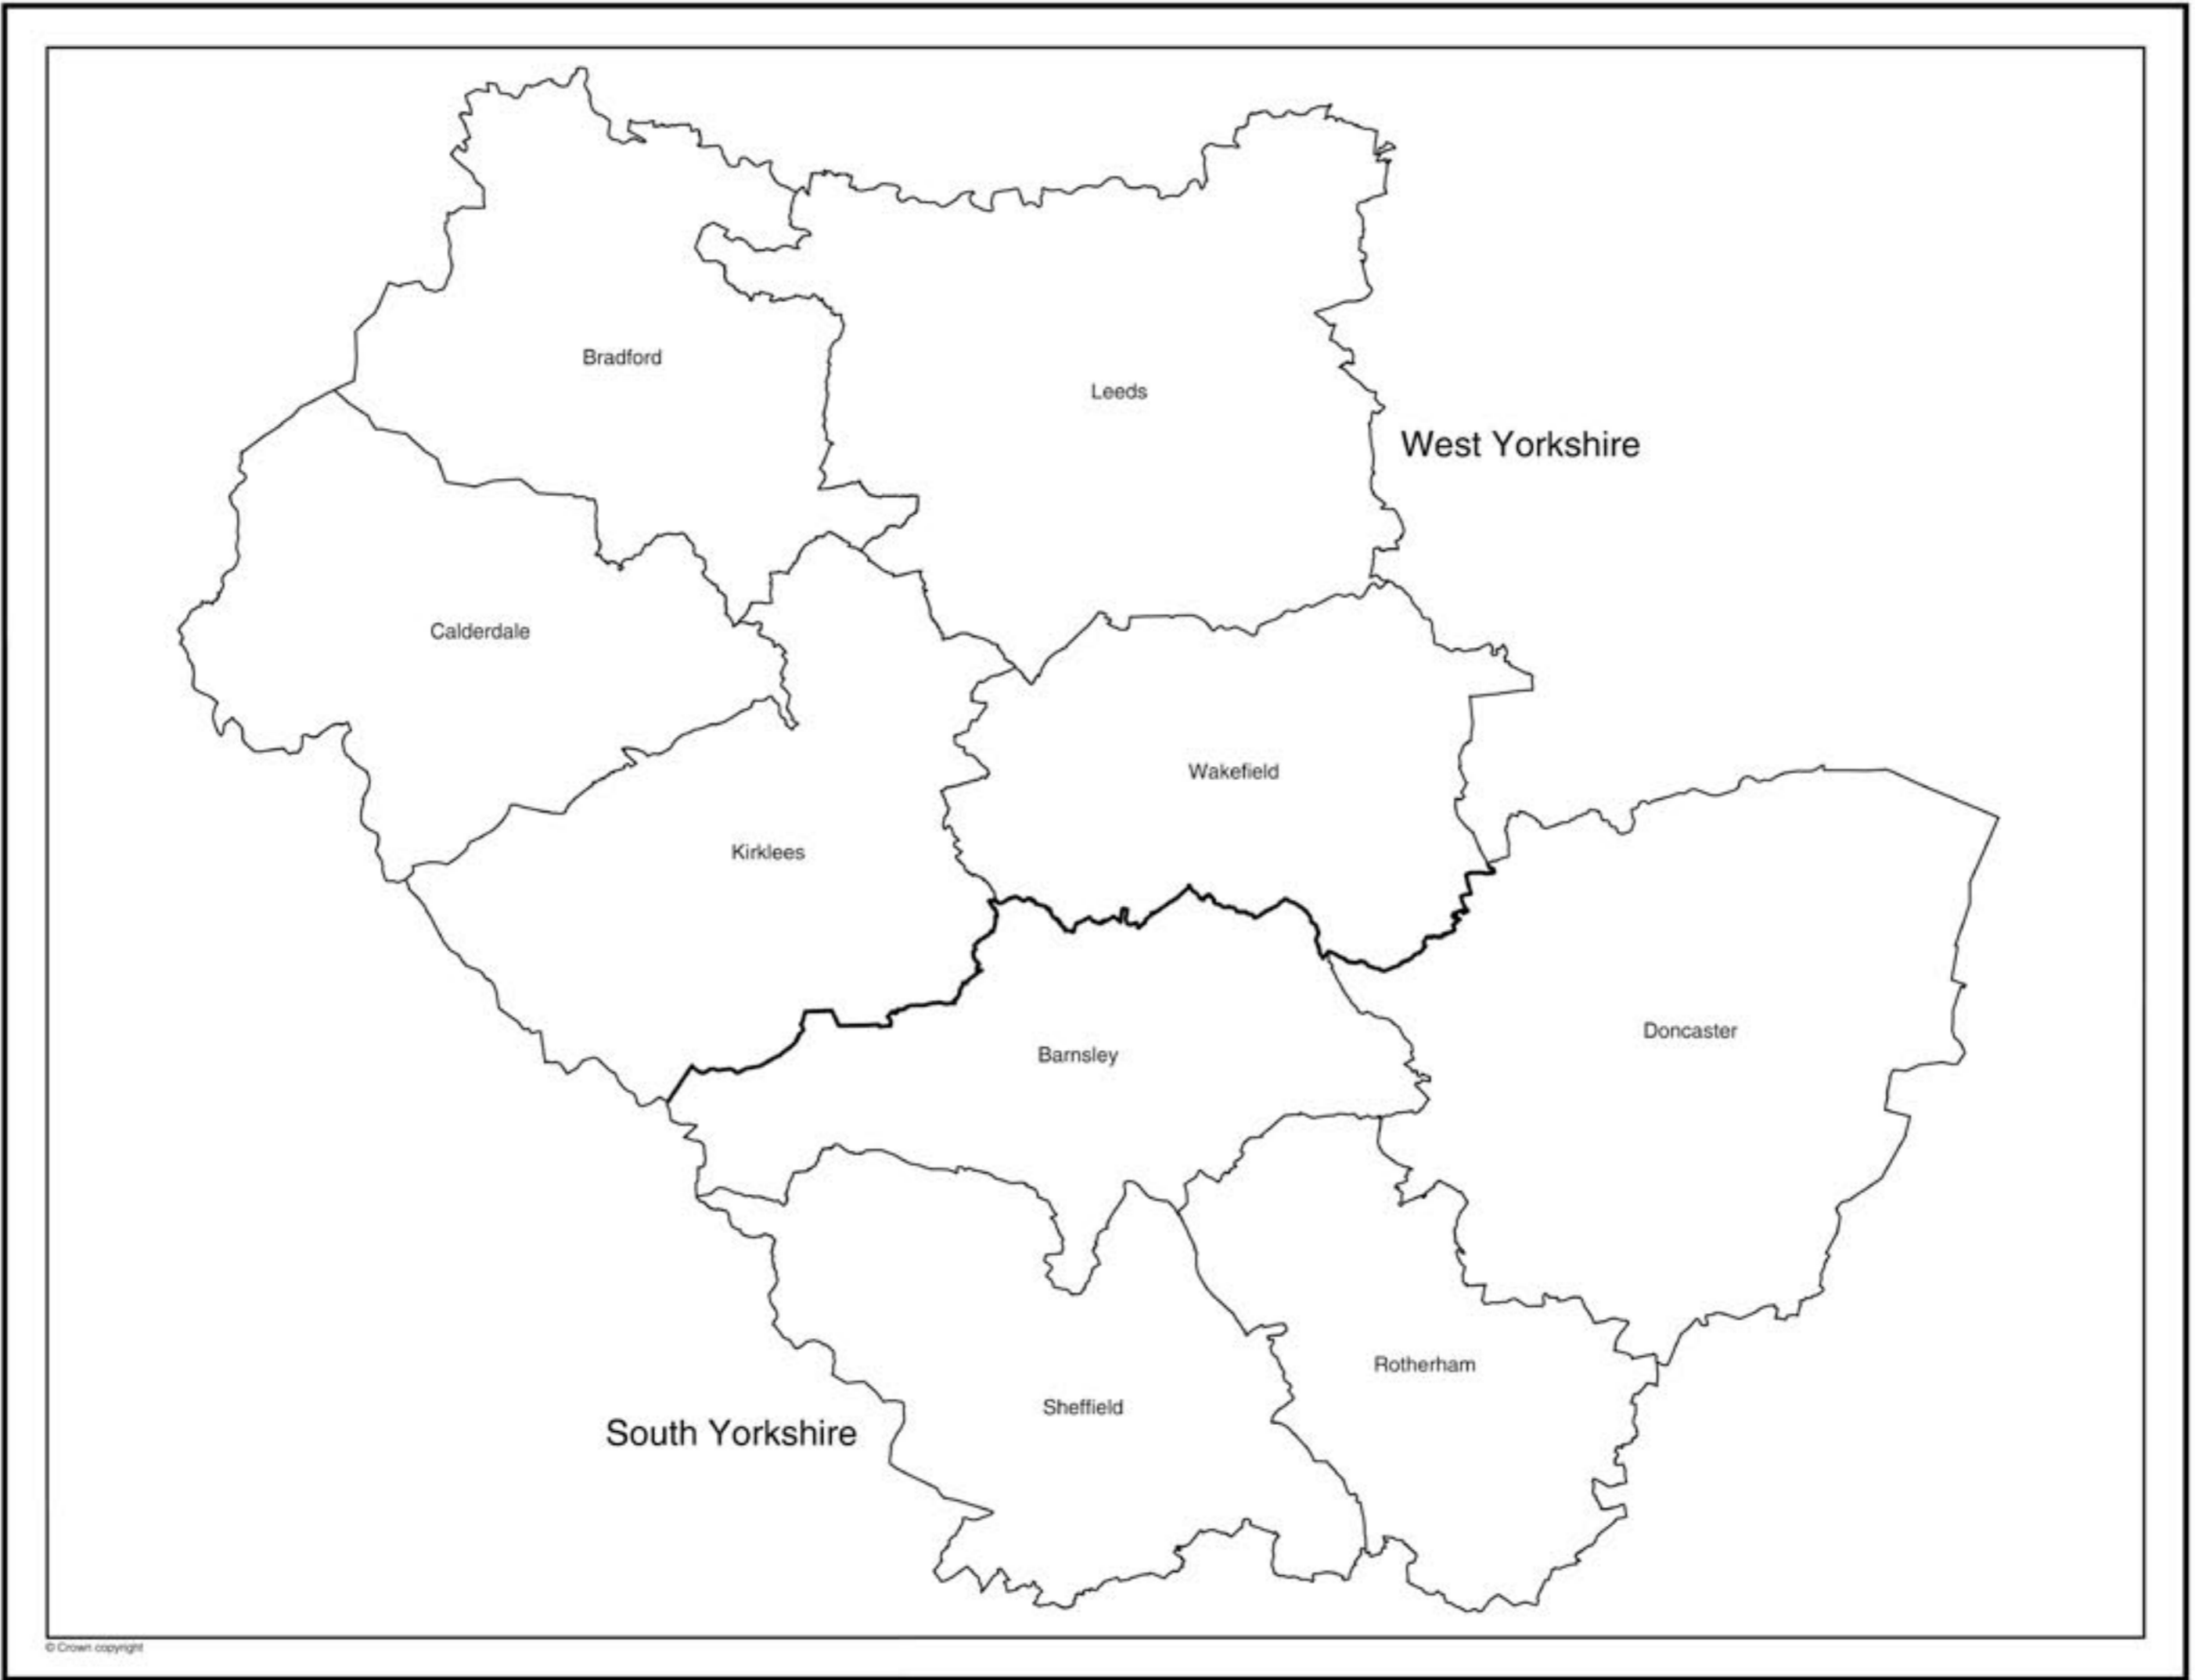 Bradford
Leeds
West Yorkshire
Calderdale
Wakefield
Kirklees
Doncaster
Barnsley
Rotherham
Sheffield
South Yorkshire
© Crown copyright